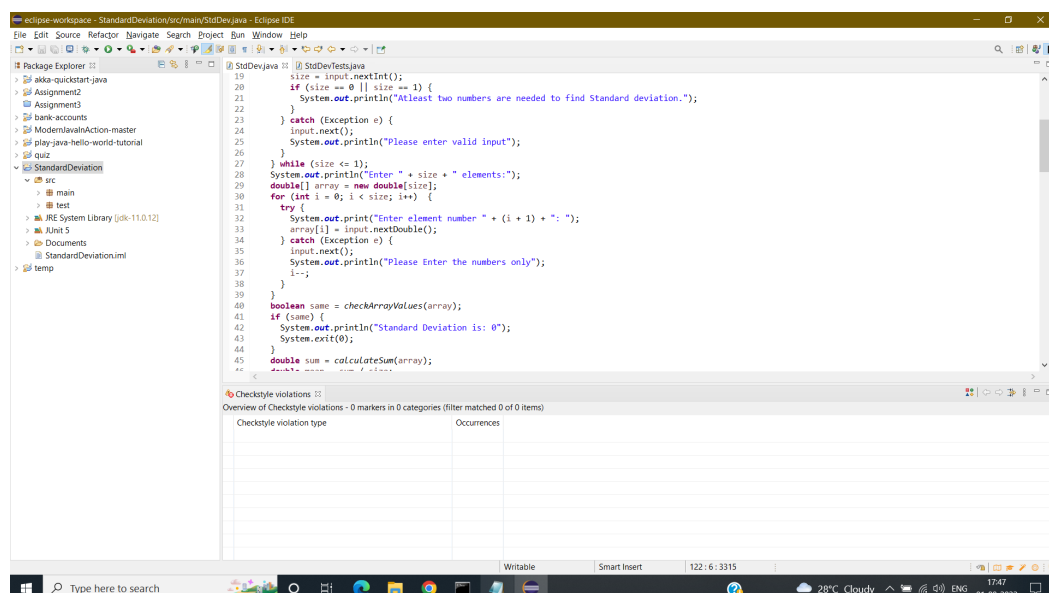 eclipse-workspace - StandardDeviation/src/main/StdDev.java - Eclipse IDE
File Edit Source Refactor Navigate Search Project Run Window Help
Package Explorer
akka-quickstart-java
Assignment2
Assignment3
bank-accounts
ModernJavaInAction-master
play-java-hello-world-tutorial
quiz
StandardDeviation
src
main
test
JRE System Library [jdk-11.0.12]
JUnit 5
Documents
StandardDeviation.iml
temp
StdDev.java StdDevTests.java
19 size = input.nextInt();
20 if (size == 0 || size == 1) {
21 System.out.println("Atleast two numbers are needed to find Standard deviation.");
22 }
23 } catch (Exception e) {
24 input.next();
25 System.out.println("Please enter valid input");
26 }
27 } while (size <= 1);
28 System.out.println("Enter " + size + " elements:");
29 double[] array = new double[size];
30 for (int i = 0; i < size; i++) {
31 try {
32 System.out.print("Enter element number " + (i + 1) + ": ");
33 array[i] = input.nextDouble();
34 } catch (Exception e) {
35 input.next();
36 System.out.println("Please Enter the numbers only");
37 i--;
38 }
39 }
40 boolean same = checkArrayValues(array);
41 if (same) {
42 System.out.println("Standard Deviation is: 0");
43 System.exit(0);
44 }
45 double sum = calculateSum(array);
Checkstyle violations
Overview of Checkstyle violations - 0 markers in 0 categories (filter matched 0 of 0 items)
Checkstyle violation type Occurrences
Writable Smart Insert 122 : 6 : 3315
Type here to search
28°C Cloudy ENG 17:47